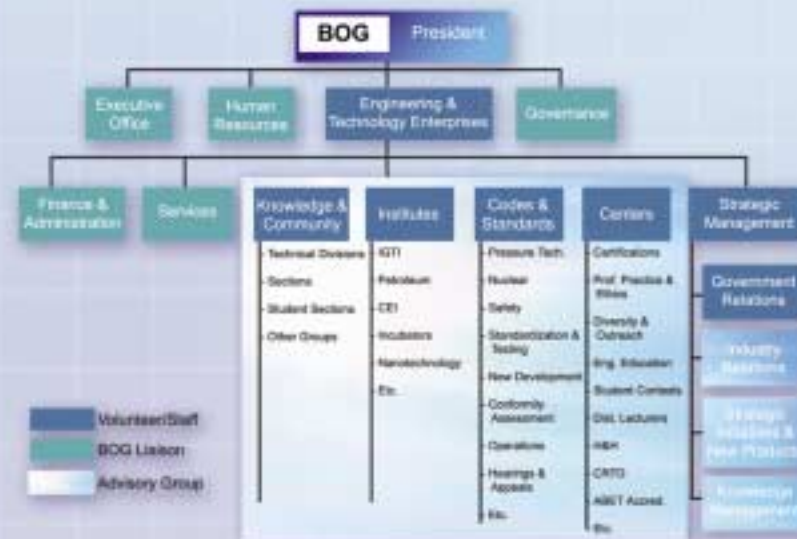 BOG President
Executive
Office
Human
Resources
Engineering &
Technology Enterprises
Governance
Finance &
Administration
Services
Knowledge &
Community
- Technical Divisions
- Sections
- Student Sections
- Other Groups
Institutes
- IGTI
- Petroleum
- CEI
- Incubators
- Nanotechnology
- Etc.
Codes &
Standards
- Pressure Tech.
- Nuclear
- Safety
- Standardization &
Testing
- New Development
- Conformity
Assessment
- Operations
- Hearings &
Appeals
- Etc.
Centers
- Certifications
- Prof. Practice &
Ethics
- Diversity &
Outreach
- Eng. Education
- Student Contests
- Dist. Lecturers
- H&H
- CRTD
- ABET Accred.
- Etc.
Strategic
Management
Government
Relations
Industry
Relations
Strategic
Initiatives &
New Products
Knowledge
Management
Volunteer/Staff
BOG Liaison
Advisory Group